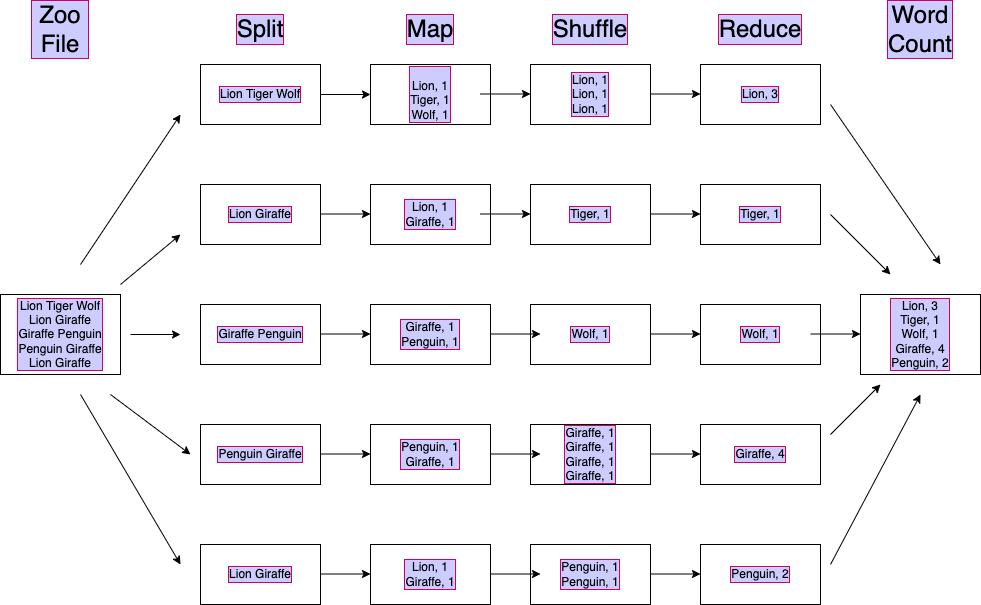 Zoo
File
Split
Map
Shuffle
Reduce
Word
Count
Lion Tiger Wolf
Lion, 1
Tiger, 1
Wolf, 1
Lion, 1
Lion, 1
Lion, 1
Lion, 3
Lion Giraffe
Lion, 1
Giraffe, 1
Tiger, 1
Tiger, 1
Lion Tiger Wolf
Lion Giraffe
Giraffe Penguin
Penguin Giraffe
Lion Giraffe
Giraffe Penguin
Giraffe, 1
Penguin, 1
Wolf, 1
Wolf, 1
Lion, 3
Tiger, 1
Wolf, 1
Giraffe, 4
Penguin, 2
Penguin Giraffe
Penguin, 1
Giraffe, 1
Giraffe, 1
Giraffe, 1
Giraffe, 1
Giraffe, 1
Giraffe, 4
Lion Giraffe
Lion, 1
Giraffe, 1
Penguin, 1
Penguin, 1
Penguin, 2